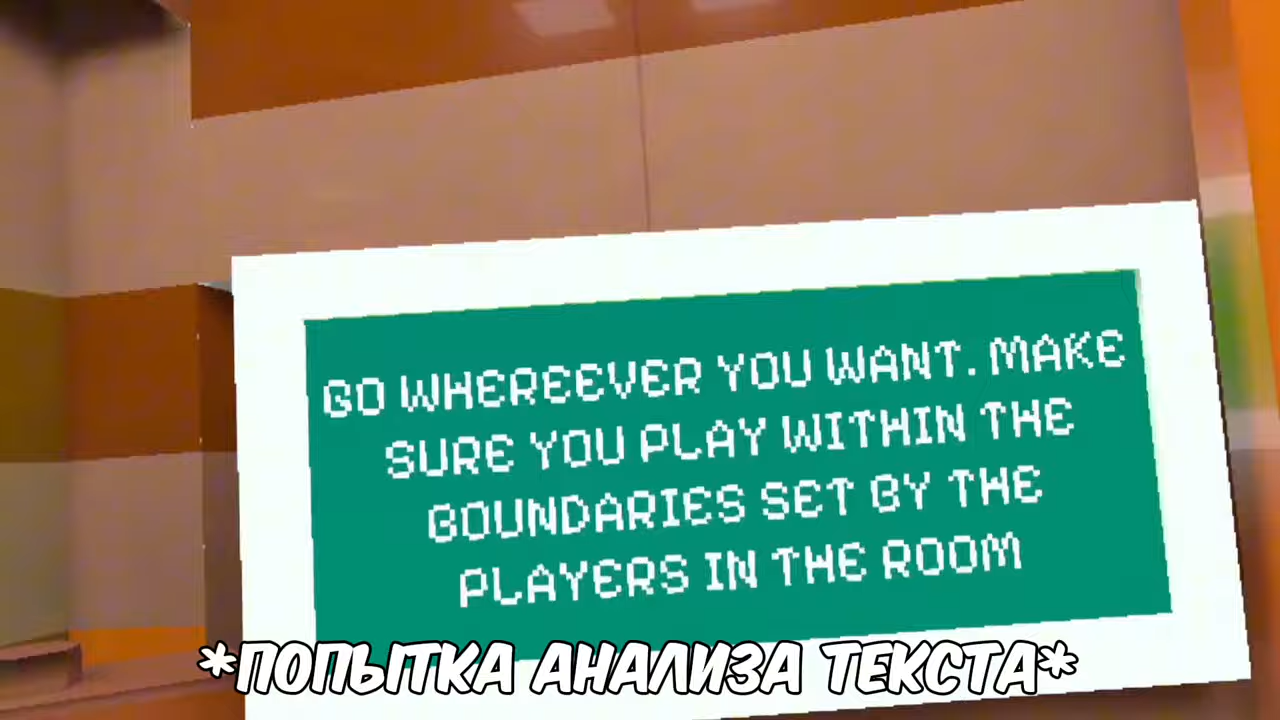 GO WHEREEVER YOU WANT. MAKE
SURE YOU PLAY WITHIN THE
BOUNDARIES SET BY THE
PLAYERS IN THE ROOM
*ПОПЫТКА АНАЛИЗА ТЕКСТА*